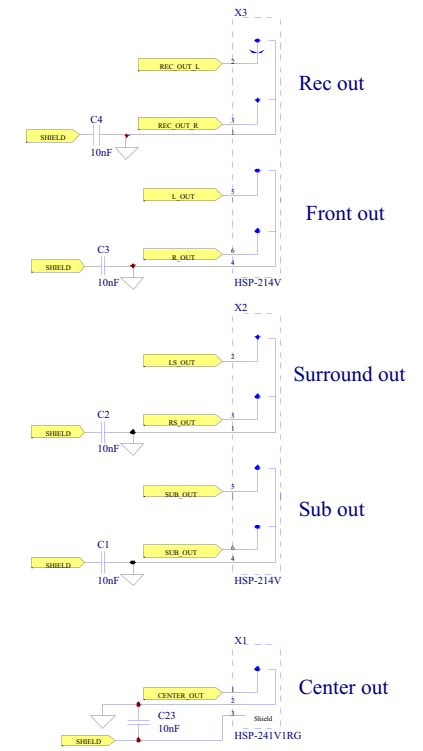 X3
REC_OUT_L
2
Rec out
C4
REC_OUT_R
3
1
SHIELD
10nF
L_OUT
5
Front out
C3
R_OUT
6
4
SHIELD
10nF
HSP-214V
X2
LS_OUT
2
Surround out
C2
RS_OUT
3
1
SHIELD
10nF
SUB_OUT
5
Sub out
C1
SUB_OUT
6
4
SHIELD
10nF
HSP-214V
X1
CENTER_OUT
1
Center out
2
C23
3
Shield
10nF
SHIELD
HSP-241V1RG